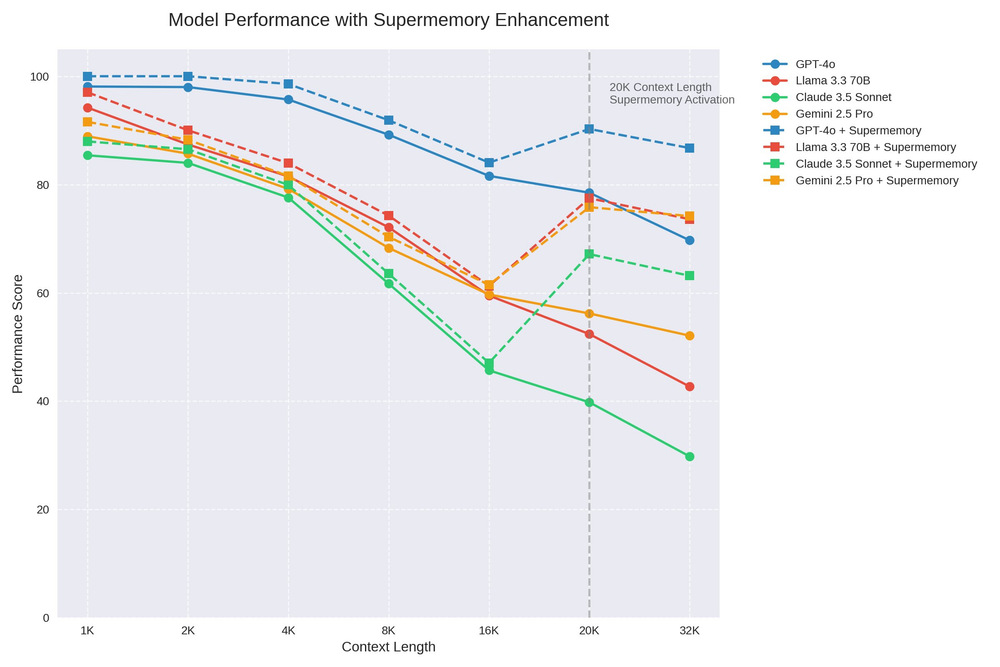 Model Performance with Supermemory Enhancement
100
80
60
40
20
0
Performance Score
1K
2K
4K
8K
16K
20K
32K
Context Length
20K Context Length
Supermemory Activation
GPT-4o
Llama 3.3 70B
Claude 3.5 Sonnet
Gemini 2.5 Pro
GPT-4o + Supermemory
Llama 3.3 70B + Supermemory
Claude 3.5 Sonnet + Supermemory
Gemini 2.5 Pro + Supermemory